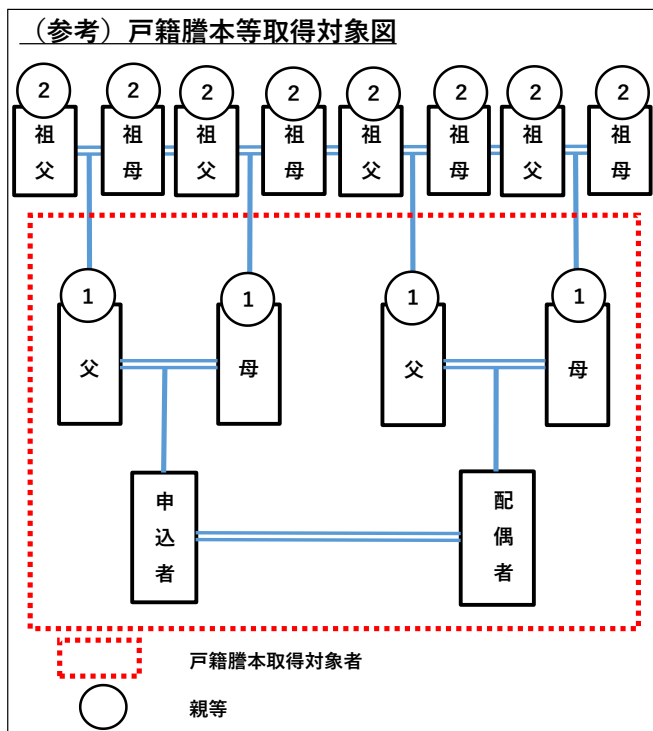 （参考）戸籍謄本等取得対象図
2 2 2 2 2 2 2 2
祖父 祖母 祖父 祖母 祖父 祖母 祖父 祖母
1 1 1 1
父 母 父 母
申込者 配偶者
戸籍謄本取得対象者
親等